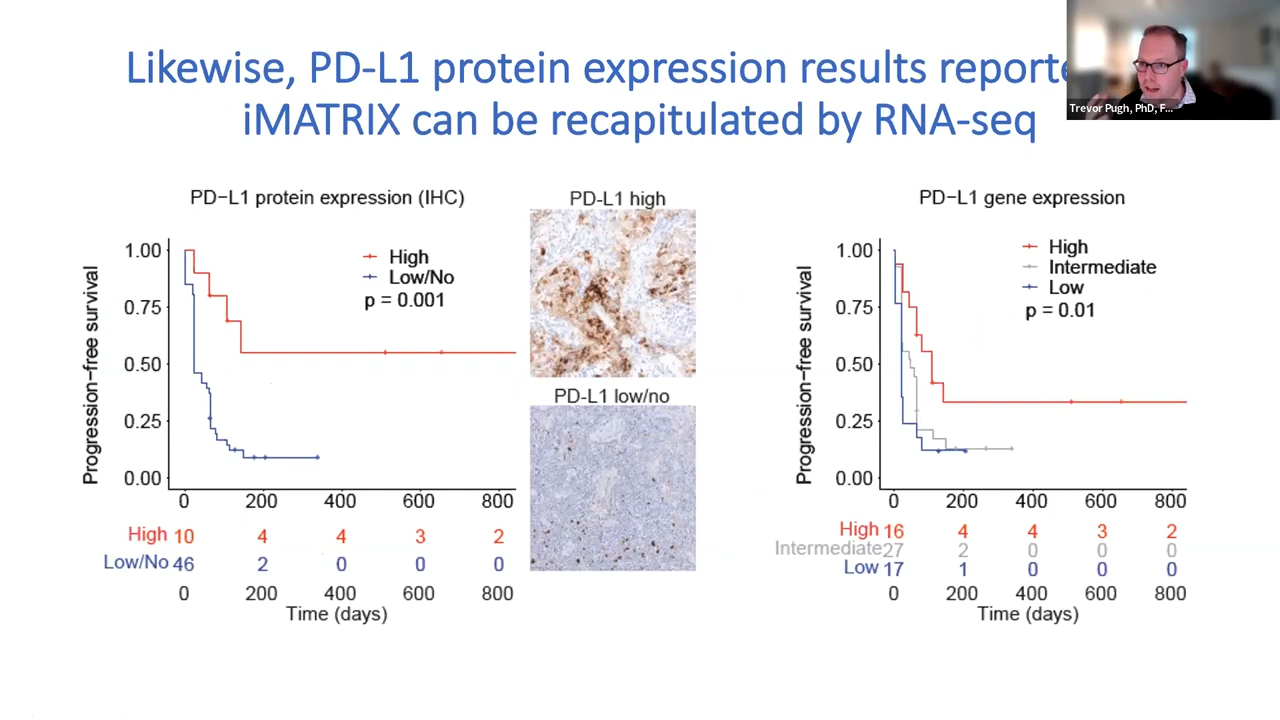 Likewise, PD-L1 protein expression results reporte
iMATRIX can be recapitulated by RNA-seq
Trevor Pugh, PhD, F...
PD−L1 protein expression (IHC)
Progression−free survival
1.00
0.75
0.50
0.25
0.00
High
Low/No
p = 0.001
0 200 400 600 800
High 10 4 4 3 2
Low/No 46 2 0 0 0
0 200 400 600 800
Time (days)
PD-L1 high
PD-L1 low/no
PD−L1 gene expression
Progression−free survival
1.00
0.75
0.50
0.25
0.00
High
Intermediate
Low
p = 0.01
0 200 400 600 800
High 16 4 4 3 2
Intermediate 27 2 0 0 0
Low 17 1 0 0 0
0 200 400 600 800
Time (days)